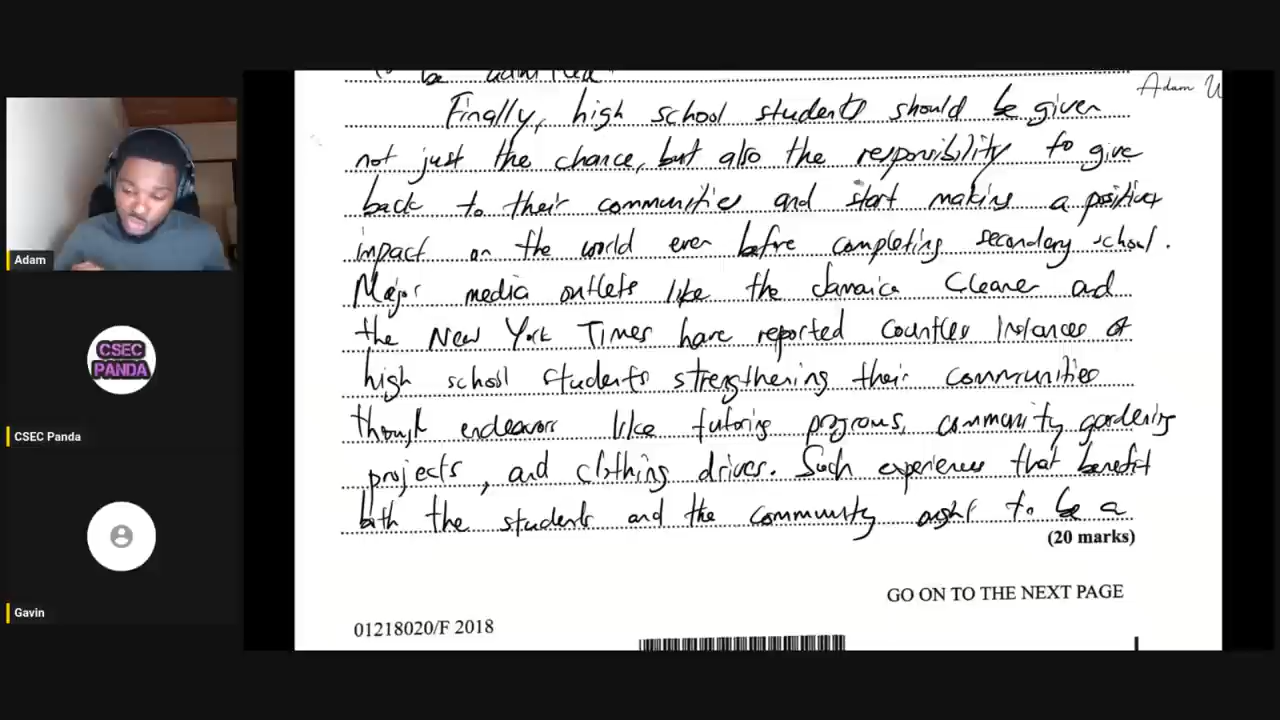 to be admitted.
Adam W
Finally, high school students should be given
not just the chance, but also the responsibility to give
back to their communities and start making a positive
impact on the world even before completing secondary school.
Major media outlets like the Jamaica Gleaner and
the New York Times have reported countless instances of
high school students strengthening their communities
through endeavors like tutoring programs, community gardening
projects, and clothing drives. Such experiences that benefit
both the students and the community ought to be a
(20 marks)
GO ON TO THE NEXT PAGE
01218020/F 2018
Adam
CSEC
PANDA
CSEC Panda
Gavin